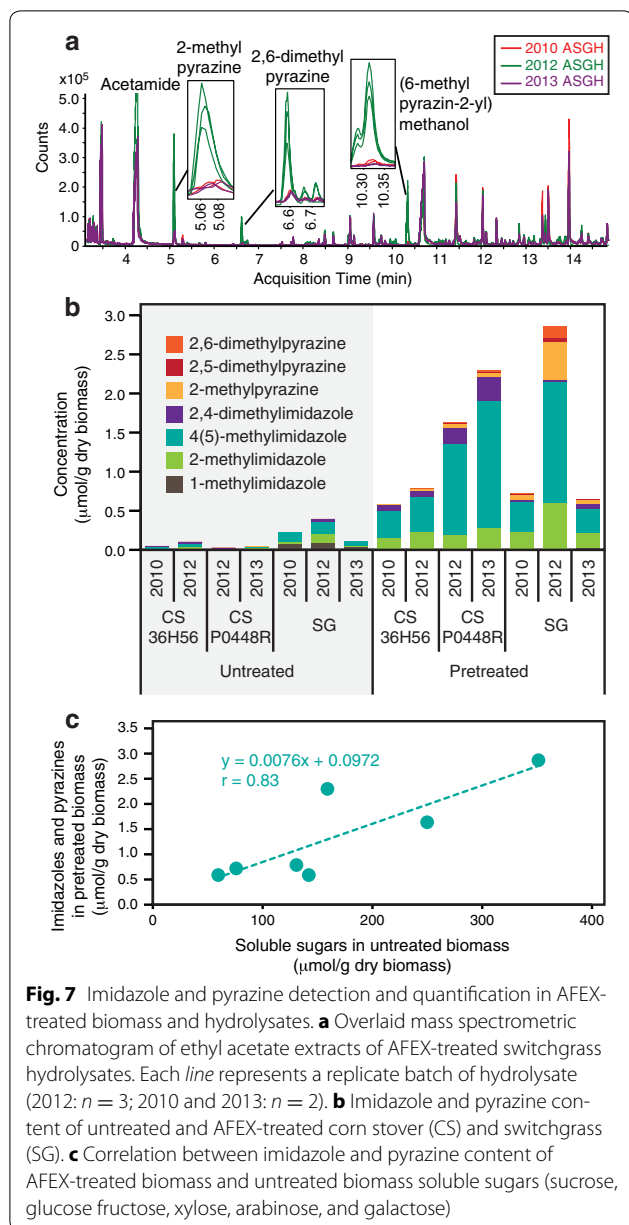 a
2-methyl
pyrazine
2,6-dimethyl
pyrazine
2010 ASGH
2012 ASGH
2013 ASGH
x10⁵
Acetamide
(6-methyl
pyrazin-2-yl)
methanol
5.0
4.0
3.0
2.0
1.0
0
Counts
5.06
5.08
6.6
6.7
10.30
10.35
4 5 6 7 8 9 10 11 12 13 14
Acquisition Time (min)
b
3.0
2.5
2.0
1.5
1.0
0.5
0.0
Concentration
(μmol/g dry biomass)
2,6-dimethylpyrazine
2,5-dimethylpyrazine
2-methylpyrazine
2,4-dimethylimidazole
4(5)-methylimidazole
2-methylimidazole
1-methylimidazole
2010 2012 2012 2013 2010 2012 2013 2010 2012 2012 2013 2010 2012 2013
CS
36H56
CS
P0448R
SG
CS
36H56
CS
P0448R
SG
Untreated
Pretreated
c
3.5
3.0
2.5
2.0
1.5
1.0
0.5
0.0
Imidazoles and pyrazines
in pretreated biomass
(μmol/g dry biomass)
y = 0.0076x + 0.0972
r = 0.83
0 100 200 300 400
Soluble sugars in untreated biomass
(μmol/g dry biomass)
Fig. 7 Imidazole and pyrazine detection and quantification in AFEX-
treated biomass and hydrolysates. a Overlaid mass spectrometric
chromatogram of ethyl acetate extracts of AFEX-treated switchgrass
hydrolysates. Each line represents a replicate batch of hydrolysate
(2012: n = 3; 2010 and 2013: n = 2). b Imidazole and pyrazine con-
tent of untreated and AFEX-treated corn stover (CS) and switchgrass
(SG). c Correlation between imidazole and pyrazine content of
AFEX-treated biomass and untreated biomass soluble sugars (sucrose,
glucose fructose, xylose, arabinose, and galactose)